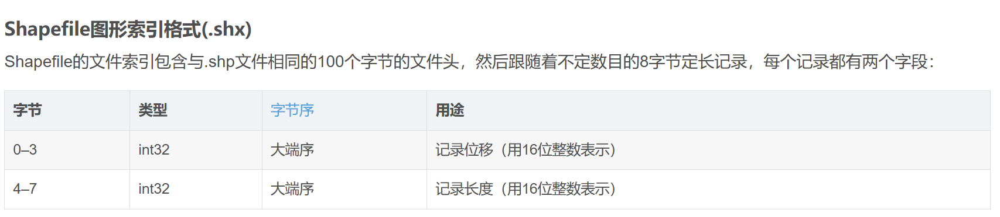 Shapefile图形索引格式(.shx)
Shapefile的文件索引包含与.shp文件相同的100个字节的文件头，然后跟随着不定数目的8字节定长记录，每个记录都有两个字段：
字节 类型 字节序 用途
0–3 int32 大端序 记录位移（用16位整数表示）
4–7 int32 大端序 记录长度（用16位整数表示）